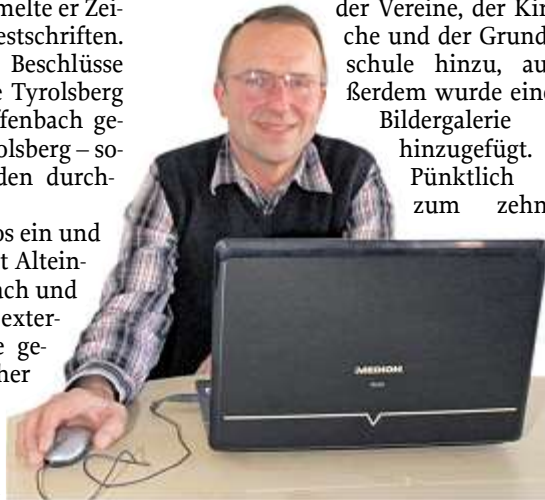 melte er Zei-
estschriften.
Beschlüsse
e Tyrolsberg
ffenbach ge-
olsberg – so-
den durch-
os ein und
t Altein-
ach und
exter-
e ge-
her
der Vereine, der Kir
che und der Grund
schule hinzu, au
ßerdem wurde eine
Bildergalerie
hinzugefügt.
Pünktlich
zum zehn
MEDION